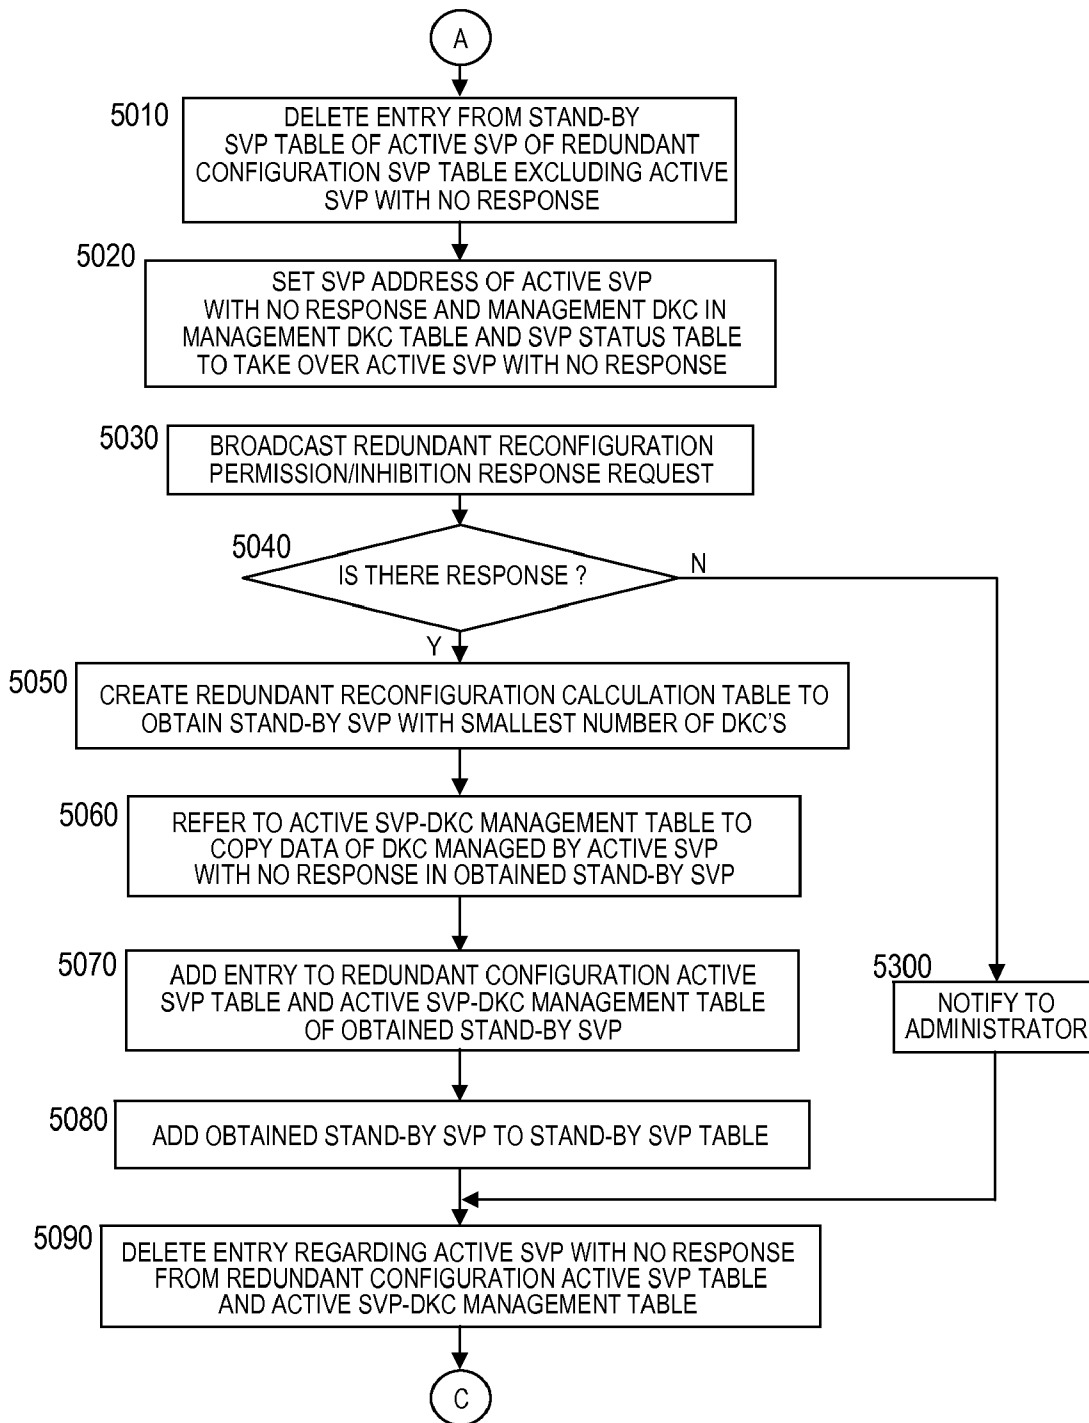 A
5010
DELETE ENTRY FROM STAND-BY
SVP TABLE OF ACTIVE SVP OF REDUNDANT
CONFIGURATION SVP TABLE EXCLUDING ACTIVE
SVP WITH NO RESPONSE
5020
SET SVP ADDRESS OF ACTIVE SVP
WITH NO RESPONSE AND MANAGEMENT DKC IN
MANAGEMENT DKC TABLE AND SVP STATUS TABLE
TO TAKE OVER ACTIVE SVP WITH NO RESPONSE
5030
BROADCAST REDUNDANT RECONFIGURATION
PERMISSION/INHIBITION RESPONSE REQUEST
5040
IS THERE RESPONSE ?
N
Y
5050
CREATE REDUNDANT RECONFIGURATION CALCULATION TABLE TO
OBTAIN STAND-BY SVP WITH SMALLEST NUMBER OF DKC'S
5060
REFER TO ACTIVE SVP-DKC MANAGEMENT TABLE TO
COPY DATA OF DKC MANAGED BY ACTIVE SVP
WITH NO RESPONSE IN OBTAINED STAND-BY SVP
5070
ADD ENTRY TO REDUNDANT CONFIGURATION ACTIVE
SVP TABLE AND ACTIVE SVP-DKC MANAGEMENT TABLE
OF OBTAINED STAND-BY SVP
5300
NOTIFY TO
ADMINISTRATOR
5080
ADD OBTAINED STAND-BY SVP TO STAND-BY SVP TABLE
5090
DELETE ENTRY REGARDING ACTIVE SVP WITH NO RESPONSE
FROM REDUNDANT CONFIGURATION ACTIVE SVP TABLE
AND ACTIVE SVP-DKC MANAGEMENT TABLE
C